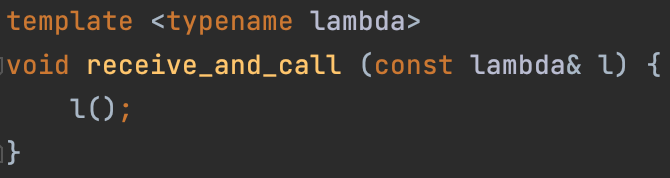 template <typename lambda>
void receive_and_call (const lambda& l) {
    l();
}